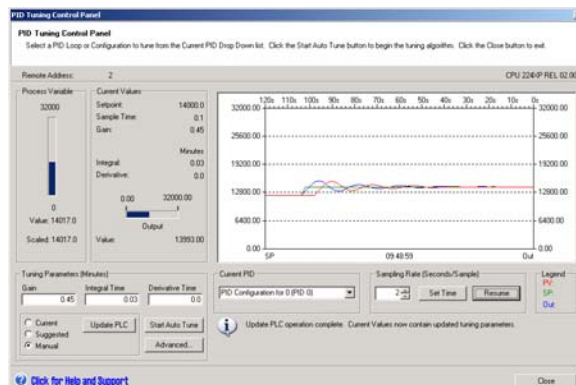 PID Tuning Control Panel
PID Tuning Control Panel
Select a PID Loop or Configuration to tune from the Current PID Drop Down list. Click the Start Auto Tune button to begin the tuning algorithm. Click the Close button to exit.
Remote Address: 2 CPU 224XP REL 02.00
Process Variable
32000
0
Value: 14017.0
Scaled: 14017.0
Current Values
Setpoint: 14000.0
Sample Time: 0.1
Gain: 0.45
Minutes
Integral: 0.03
Derivative: 0.0
0.00 32000.00
Output
Value: 13993.00
120s 110s 100s 90s 80s 70s 60s 50s 40s 30s 20s 10s 0s
32000.00 32000.00
25600.00 25600.00
19200.00 19200.00
12800.00 12800.00
6400.00 6400.00
0.00 0.00
SP 09:48:59 Out
Tuning Parameters (Minutes)
Gain Integral Time Derivative Time
0.45 0.03 0.0
Current
Suggested
Manual
Update PLC
Start Auto Tune
Advanced...
Current PID
PID Configuration for 0 (PID 0)
Sampling Rate (Seconds/Sample)
2 Set Time Resume
Legend
PV:
SP:
Out:
Update PLC operation complete. Current Values now contain updated tuning parameters.
Click for Help and Support
Close